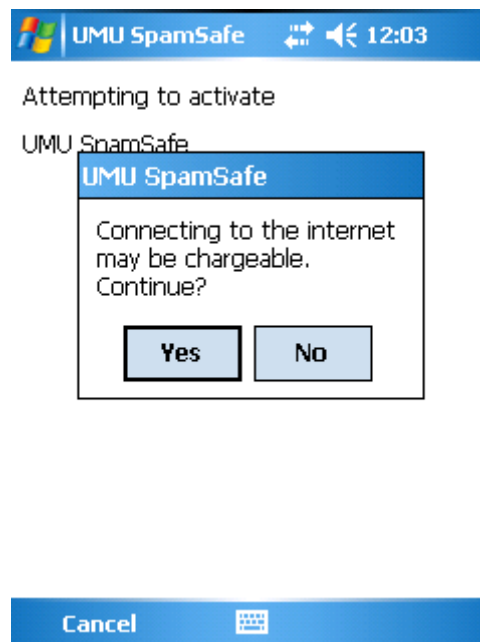 UMU SpamSafe 12:03
Attempting to activate
UMU SpamSafe
UMU SpamSafe
Connecting to the internet
may be chargeable.
Continue?
Yes No
Cancel